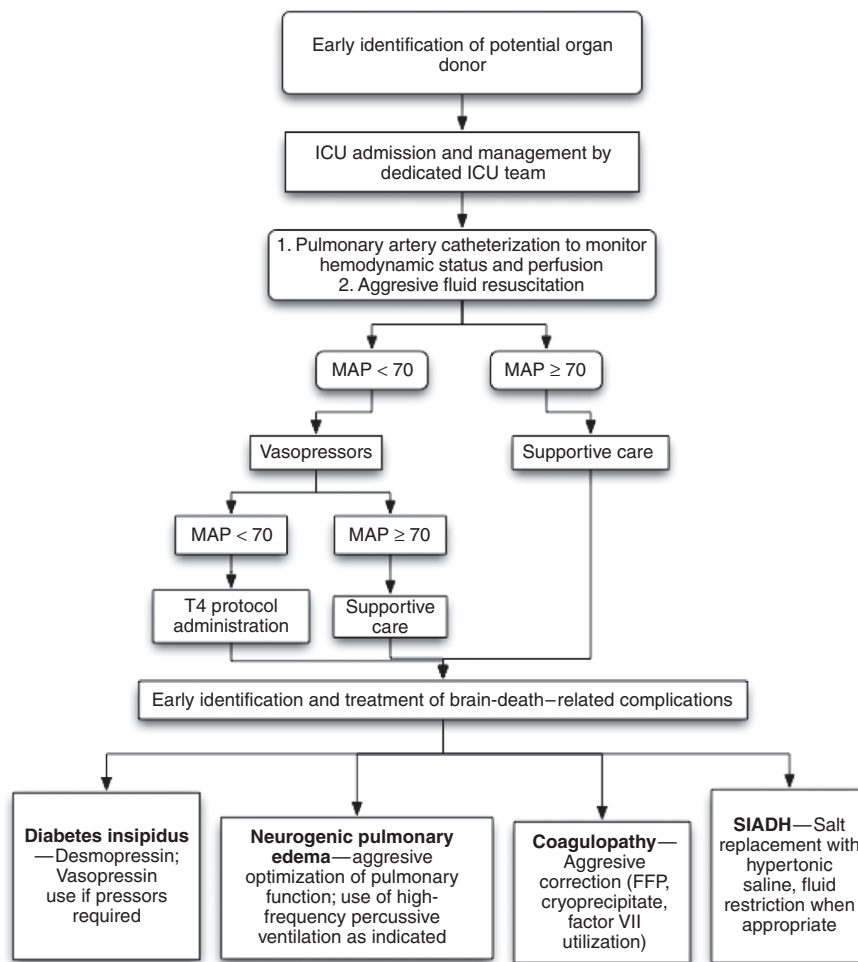 Early identification of potential organ
donor
ICU admission and management by
dedicated ICU team
1. Pulmonary artery catheterization to monitor
hemodynamic status and perfusion
2. Aggresive fluid resuscitation
MAP < 70
MAP ≥ 70
Vasopressors
Supportive care
MAP < 70
MAP ≥ 70
T4 protocol
administration
Supportive
care
Early identification and treatment of brain-death–related complications
Diabetes insipidus
—Desmopressin;
Vasopressin
use if pressors
required
Neurogenic pulmonary
edema—aggresive
optimization of pulmonary
function; use of high-
frequency percussive
ventilation as indicated
Coagulopathy—
Aggresive
correction (FFP,
cryoprecipitate,
factor VII
utilization)
SIADH—Salt
replacement with
hypertonic
saline, fluid
restriction when
appropriate